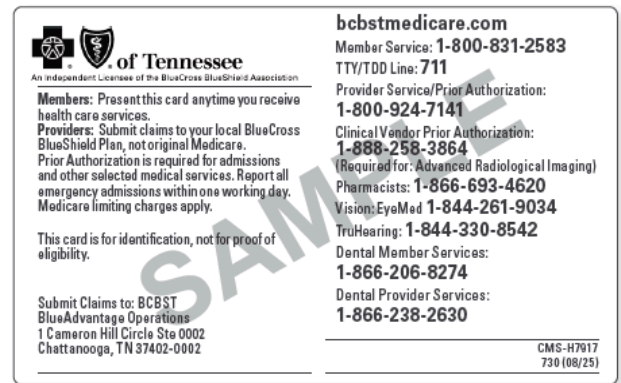 of Tennessee
An Independent Licensee of the BlueCross BlueShield Association
Members: Present this card anytime you receive
health care services.
Providers: Submit claims to your local BlueCross
BlueShield Plan, not original Medicare.
Prior Authorization is required for admissions
and other selected medical services. Report all
emergency admissions within one working day.
Medicare limiting charges apply.
This card is for identification, not for proof of
eligibility.
Submit Claims to: BCBST
BlueAdvantage Operations
1 Cameron Hill Circle Ste 0002
Chattanooga, TN 37402-0002
bcbstmedicare.com
Member Service: 1-800-831-2583
TTY/TDD Line: 711
Provider Service/Prior Authorization:
1-800-924-7141
Clinical Vendor Prior Authorization:
1-888-258-3864
(Required for: Advanced Radiological Imaging)
Pharmacists: 1-866-693-4620
Vision: EyeMed 1-844-261-9034
TruHearing: 1-844-330-8542
Dental Member Services:
1-866-206-8274
Dental Provider Services:
1-866-238-2630
CMS-H7917
730 (08/25)
SAMPLE